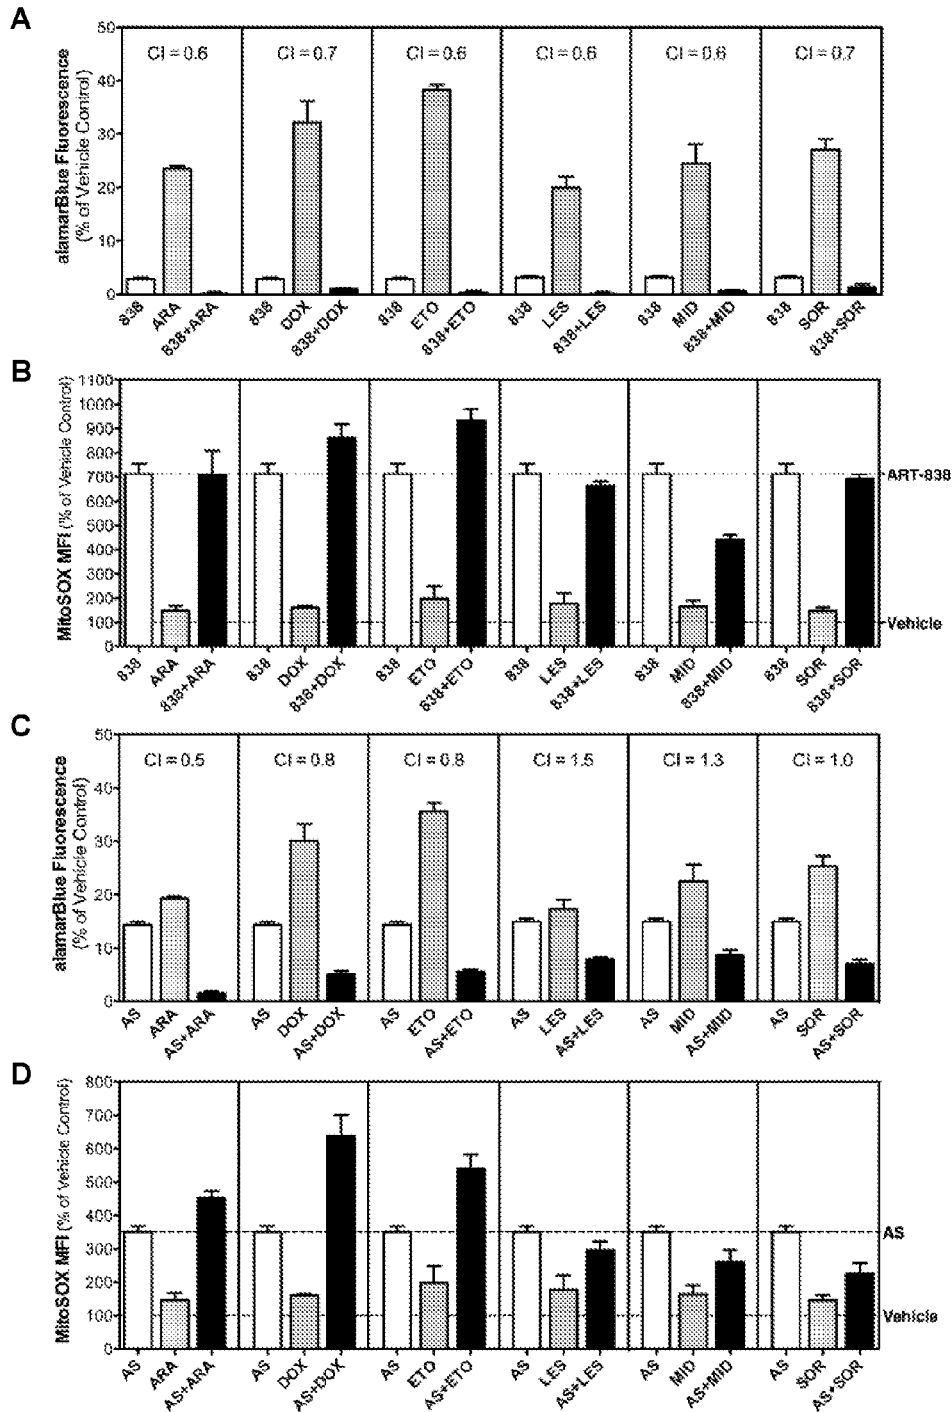 A
alamarBlue Fluorescence
(% of Vehicle Control)
50
40
30
20
10
0
CI = 0.6
CI = 0.7
CI = 0.6
CI = 0.6
CI = 0.6
CI = 0.7
838
ARA
838+ARA
838
DOX
838+DOX
838
ETO
838+ETO
838
LES
838+LES
838
MID
838+MID
838
SOR
838+SOR
B
MitoSOX MFI (% of Vehicle Control)
1100
1000
900
800
700
600
500
400
300
200
100
0
ART-838
Vehicle
838
ARA
838+ARA
838
DOX
838+DOX
838
ETO
838+ETO
838
LES
838+LES
838
MID
838+MID
838
SOR
838+SOR
C
alamarBlue Fluorescence
(% of Vehicle Control)
50
40
30
20
10
0
CI = 0.5
CI = 0.8
CI = 0.8
CI = 1.5
CI = 1.3
CI = 1.0
AS
ARA
AS+ARA
AS
DOX
AS+DOX
AS
ETO
AS+ETO
AS
LES
AS+LES
AS
MID
AS+MID
AS
SOR
AS+SOR
D
MitoSOX MFI (% of Vehicle Control)
800
700
600
500
400
300
200
100
0
AS
Vehicle
AS
ARA
AS+ARA
AS
DOX
AS+DOX
AS
ETO
AS+ETO
AS
LES
AS+LES
AS
MID
AS+MID
AS
SOR
AS+SOR